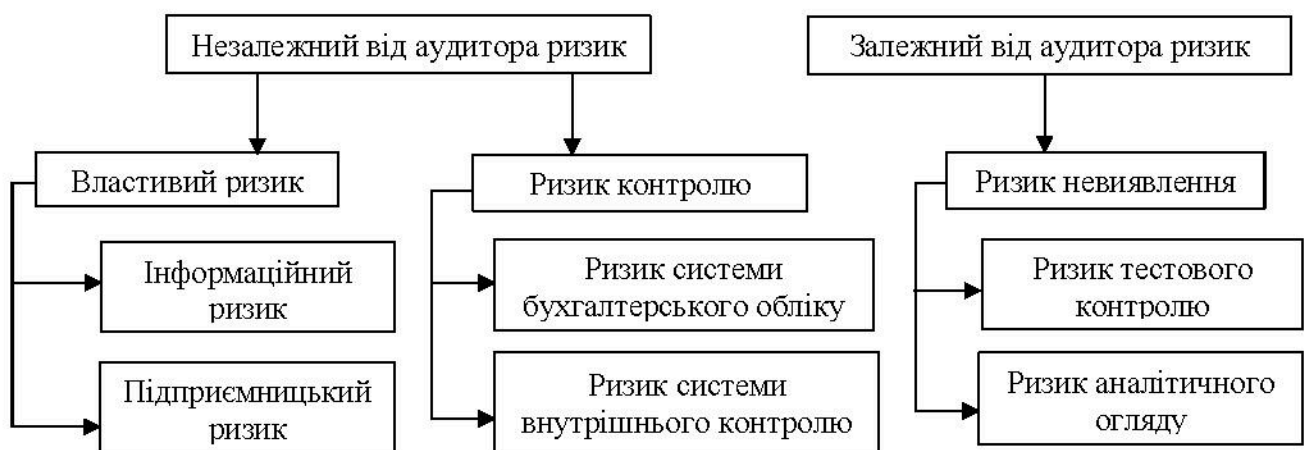 Незалежний від аудитора ризик
Залежний від аудитора ризик
Властивий ризик
Ризик контролю
Ризик невиявлення
Інформаційний
ризик
Ризик системи
бухгалтерського обліку
Ризик тестового
контролю
Підприємницький
ризик
Ризик системи
внутрішнього контролю
Ризик аналітичного
огляду